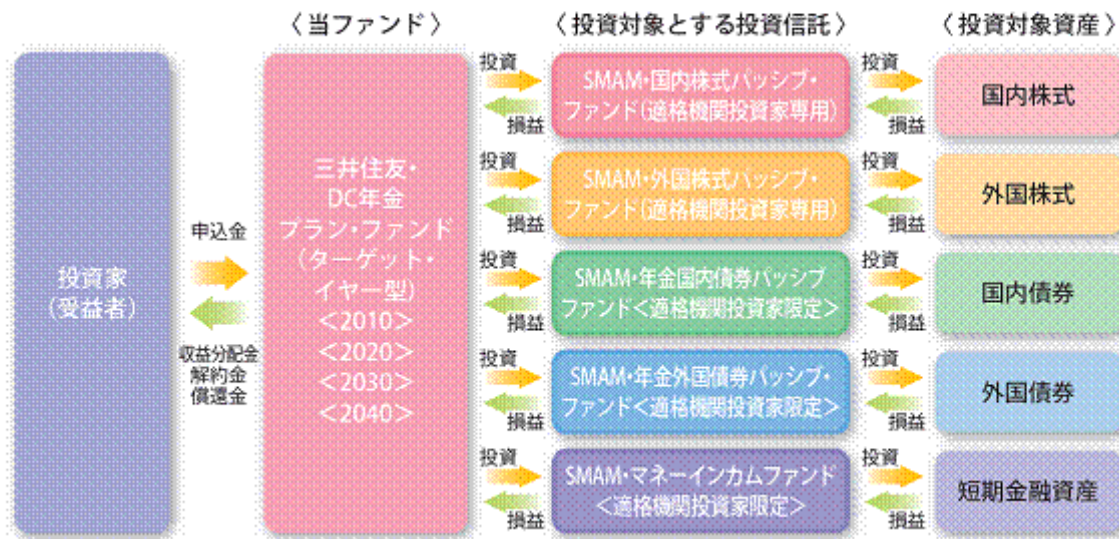 〈当ファンド〉
〈投資対象とする投資信託〉
〈投資対象資産〉
投資家
(受益者)
申込金
収益分配金
解約金
償還金
三井住友・
DC年金
プラン・ファンド
(ターゲット・
イヤー型)
<2010>
<2020>
<2030>
<2040>
投資
損益
SMAM・国内株式パッシブ・
ファンド(適格機関投資家専用)
投資
損益
国内株式
投資
損益
SMAM・外国株式パッシブ・
ファンド(適格機関投資家専用)
投資
損益
外国株式
投資
損益
SMAM・年金国内債券パッシブ
ファンド<適格機関投資家限定>
投資
損益
国内債券
投資
損益
SMAM・年金外国債券パッシブ・
ファンド<適格機関投資家限定>
投資
損益
外国債券
投資
損益
SMAM・マネーインカムファンド
<適格機関投資家限定>
投資
損益
短期金融資産